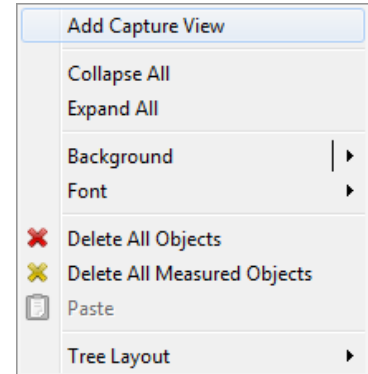 Add Capture View
Collapse All
Expand All
Background
Font
Delete All Objects
Delete All Measured Objects
Paste
Tree Layout